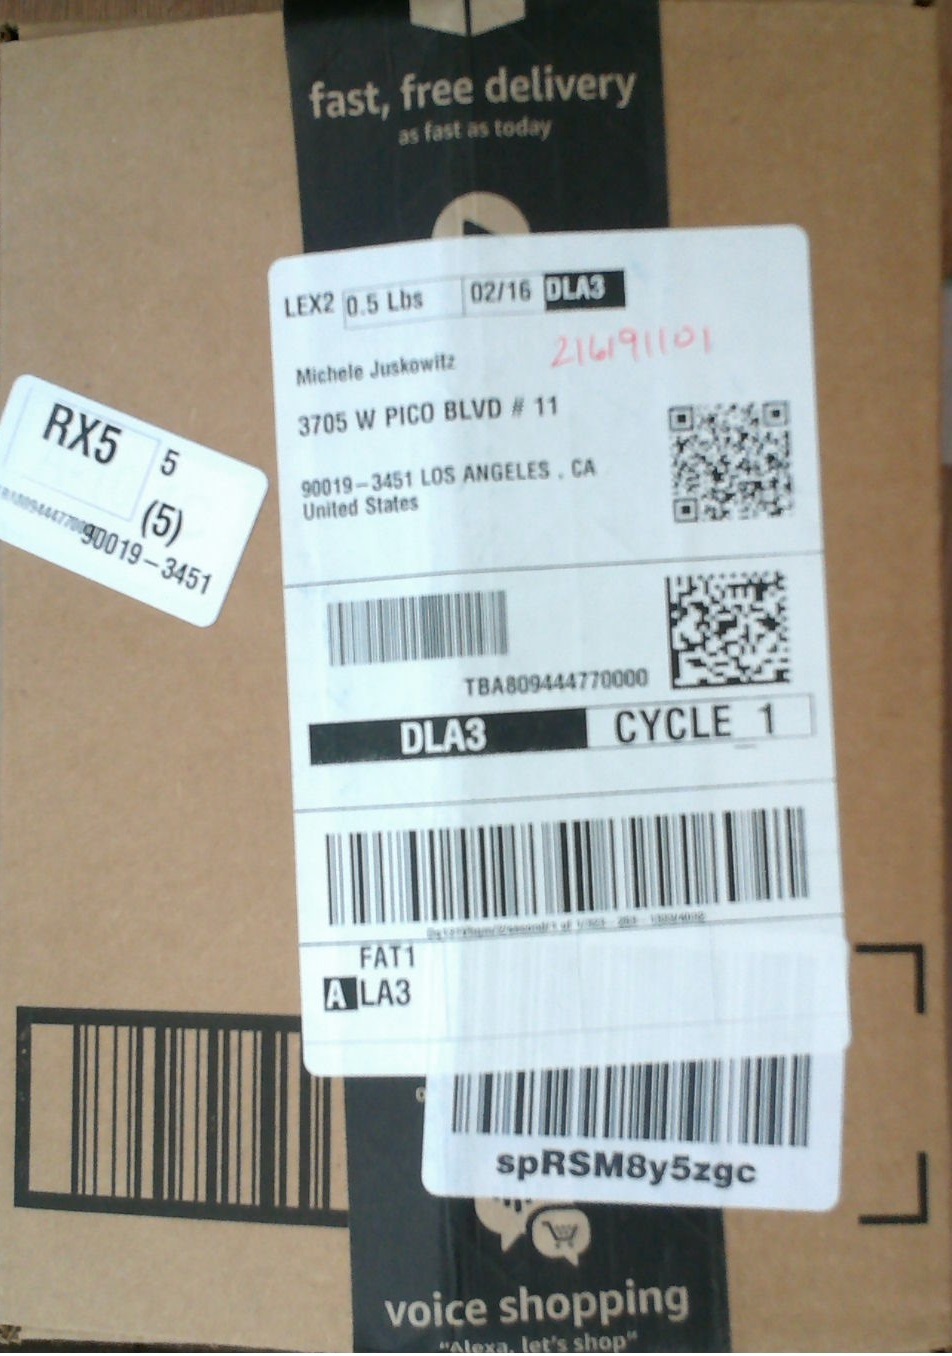 fast, free delivery
as fast as today
LEX2 0.5 Lbs 02/16 DLA3
216191101
Michele Juskowitz
3705 W PICO BLVD # 11
90019-3451 LOS ANGELES . CA
United States
RX5 5
(5)
90019-3451
TBA809444770000
DLA3 CYCLE 1
FAT1
A LA3
spRSM8y5zgc
voice shopping
"Alexa, let's shop"